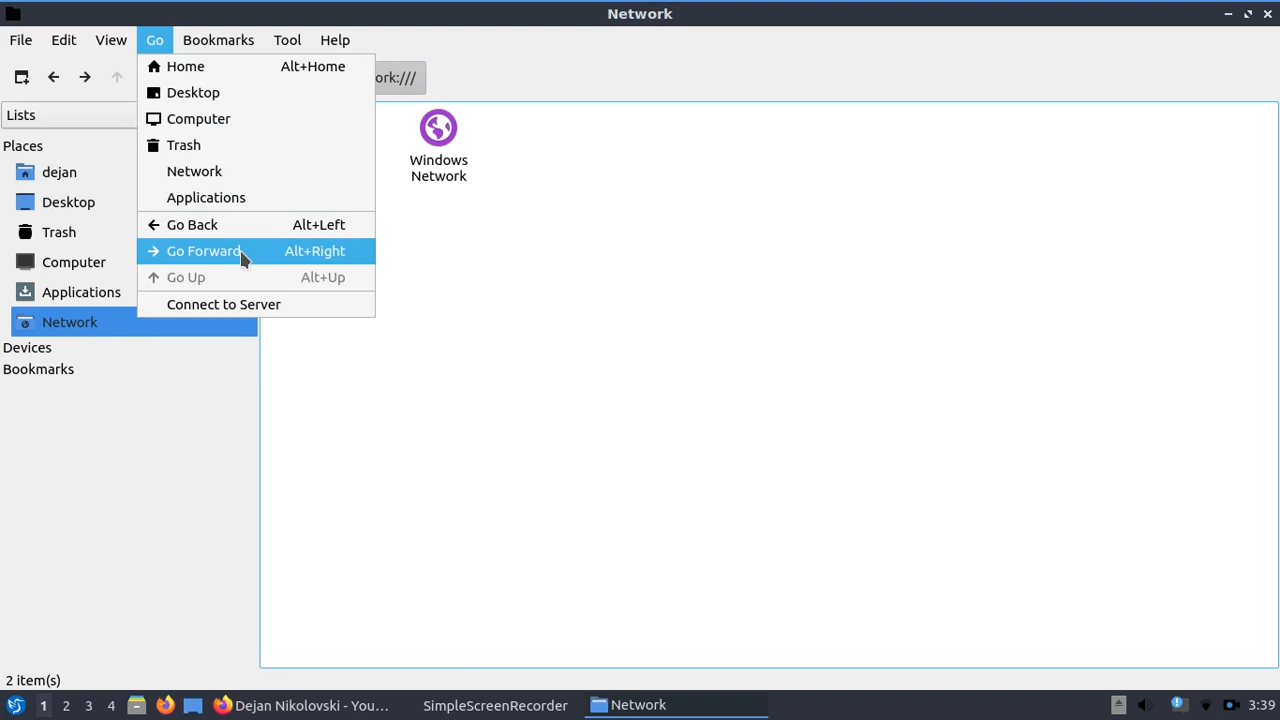 Network
File Edit View Go Bookmarks Tool Help
Home Alt+Home
Desktop
Computer
Trash
Network
Applications
Go Back Alt+Left
Go Forward Alt+Right
Go Up Alt+Up
Connect to Server
ork:///
Lists
Places
dejan
Desktop
Trash
Computer
Applications
Network
Devices
Bookmarks
Windows
Network
2 item(s)
1 2 3 4 Dejan Nikolovski - You... SimpleScreenRecorder Network 3:39